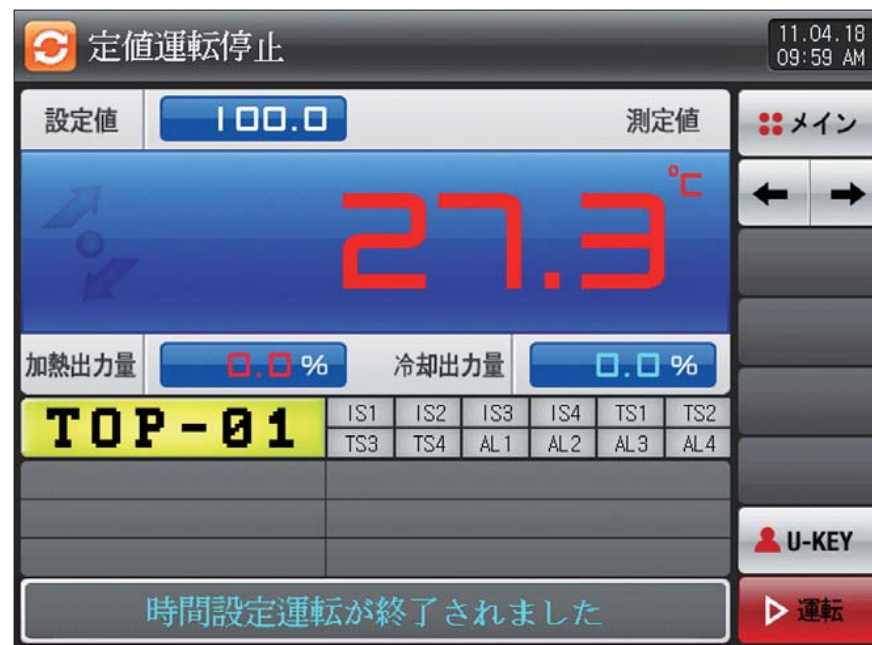 定値運転停止
11.04.18
09:59 AM
設定値 100.0 測定値
メイン
27.3 ℃
加熱出力量 0.0 % 冷却出力量 0.0 %
TOP-01
IS1 IS2 IS3 IS4 TS1 TS2
TS3 TS4 AL1 AL2 AL3 AL4
U-KEY
時間設定運転が終了されました
運転